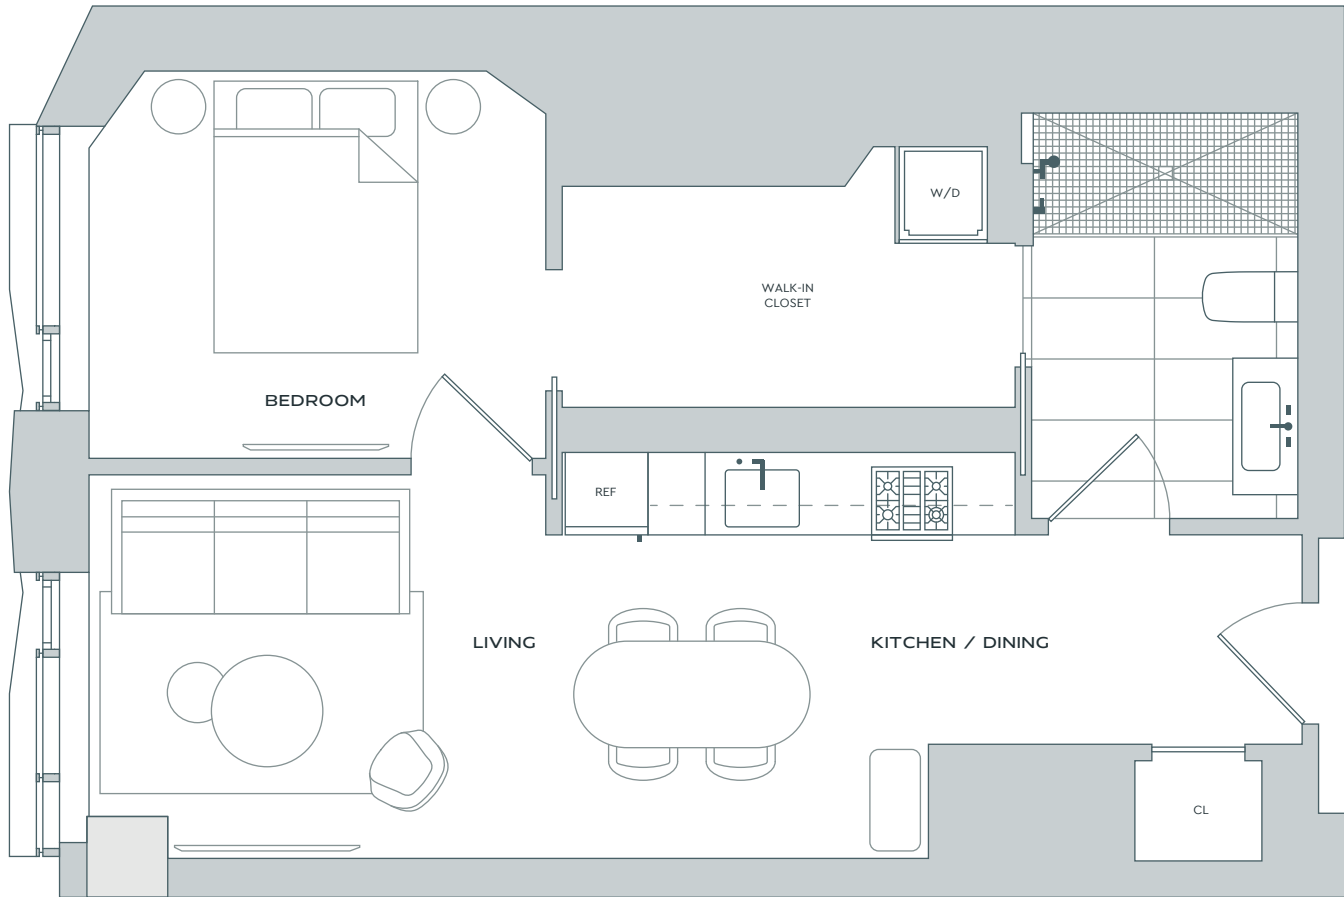 W/D
WALK-IN
CLOSET
BEDROOM
REF
LIVING
KITCHEN / DINING
CL